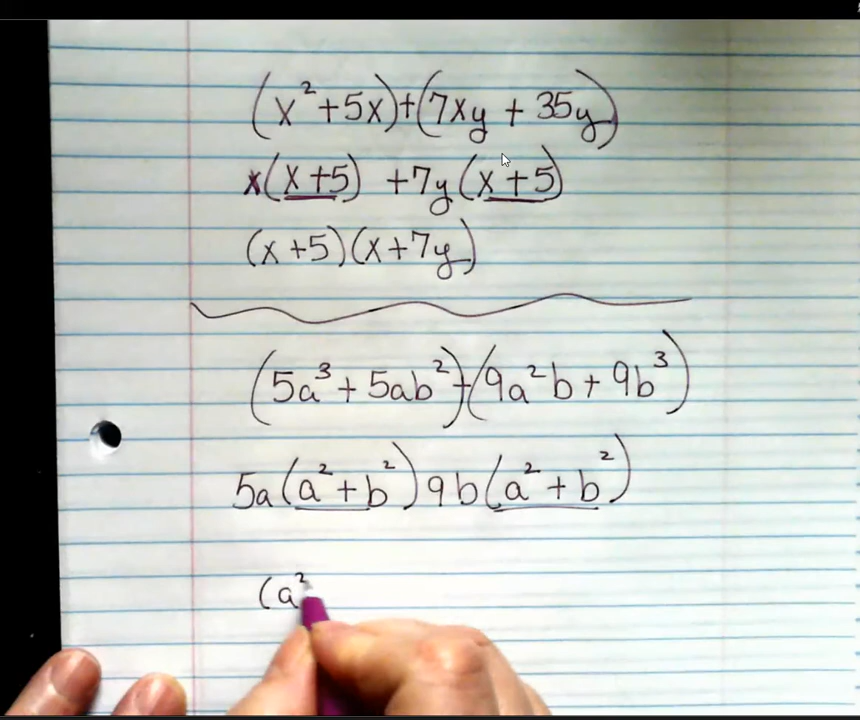 (x²+5x)+(7xy + 35y)
x(x+5) +7y(x+5)
(x+5)(x+7y)
(5a³+5ab²)+(9a²b+9b³)
5a(a²+b²)9b(a²+b²)
(a²